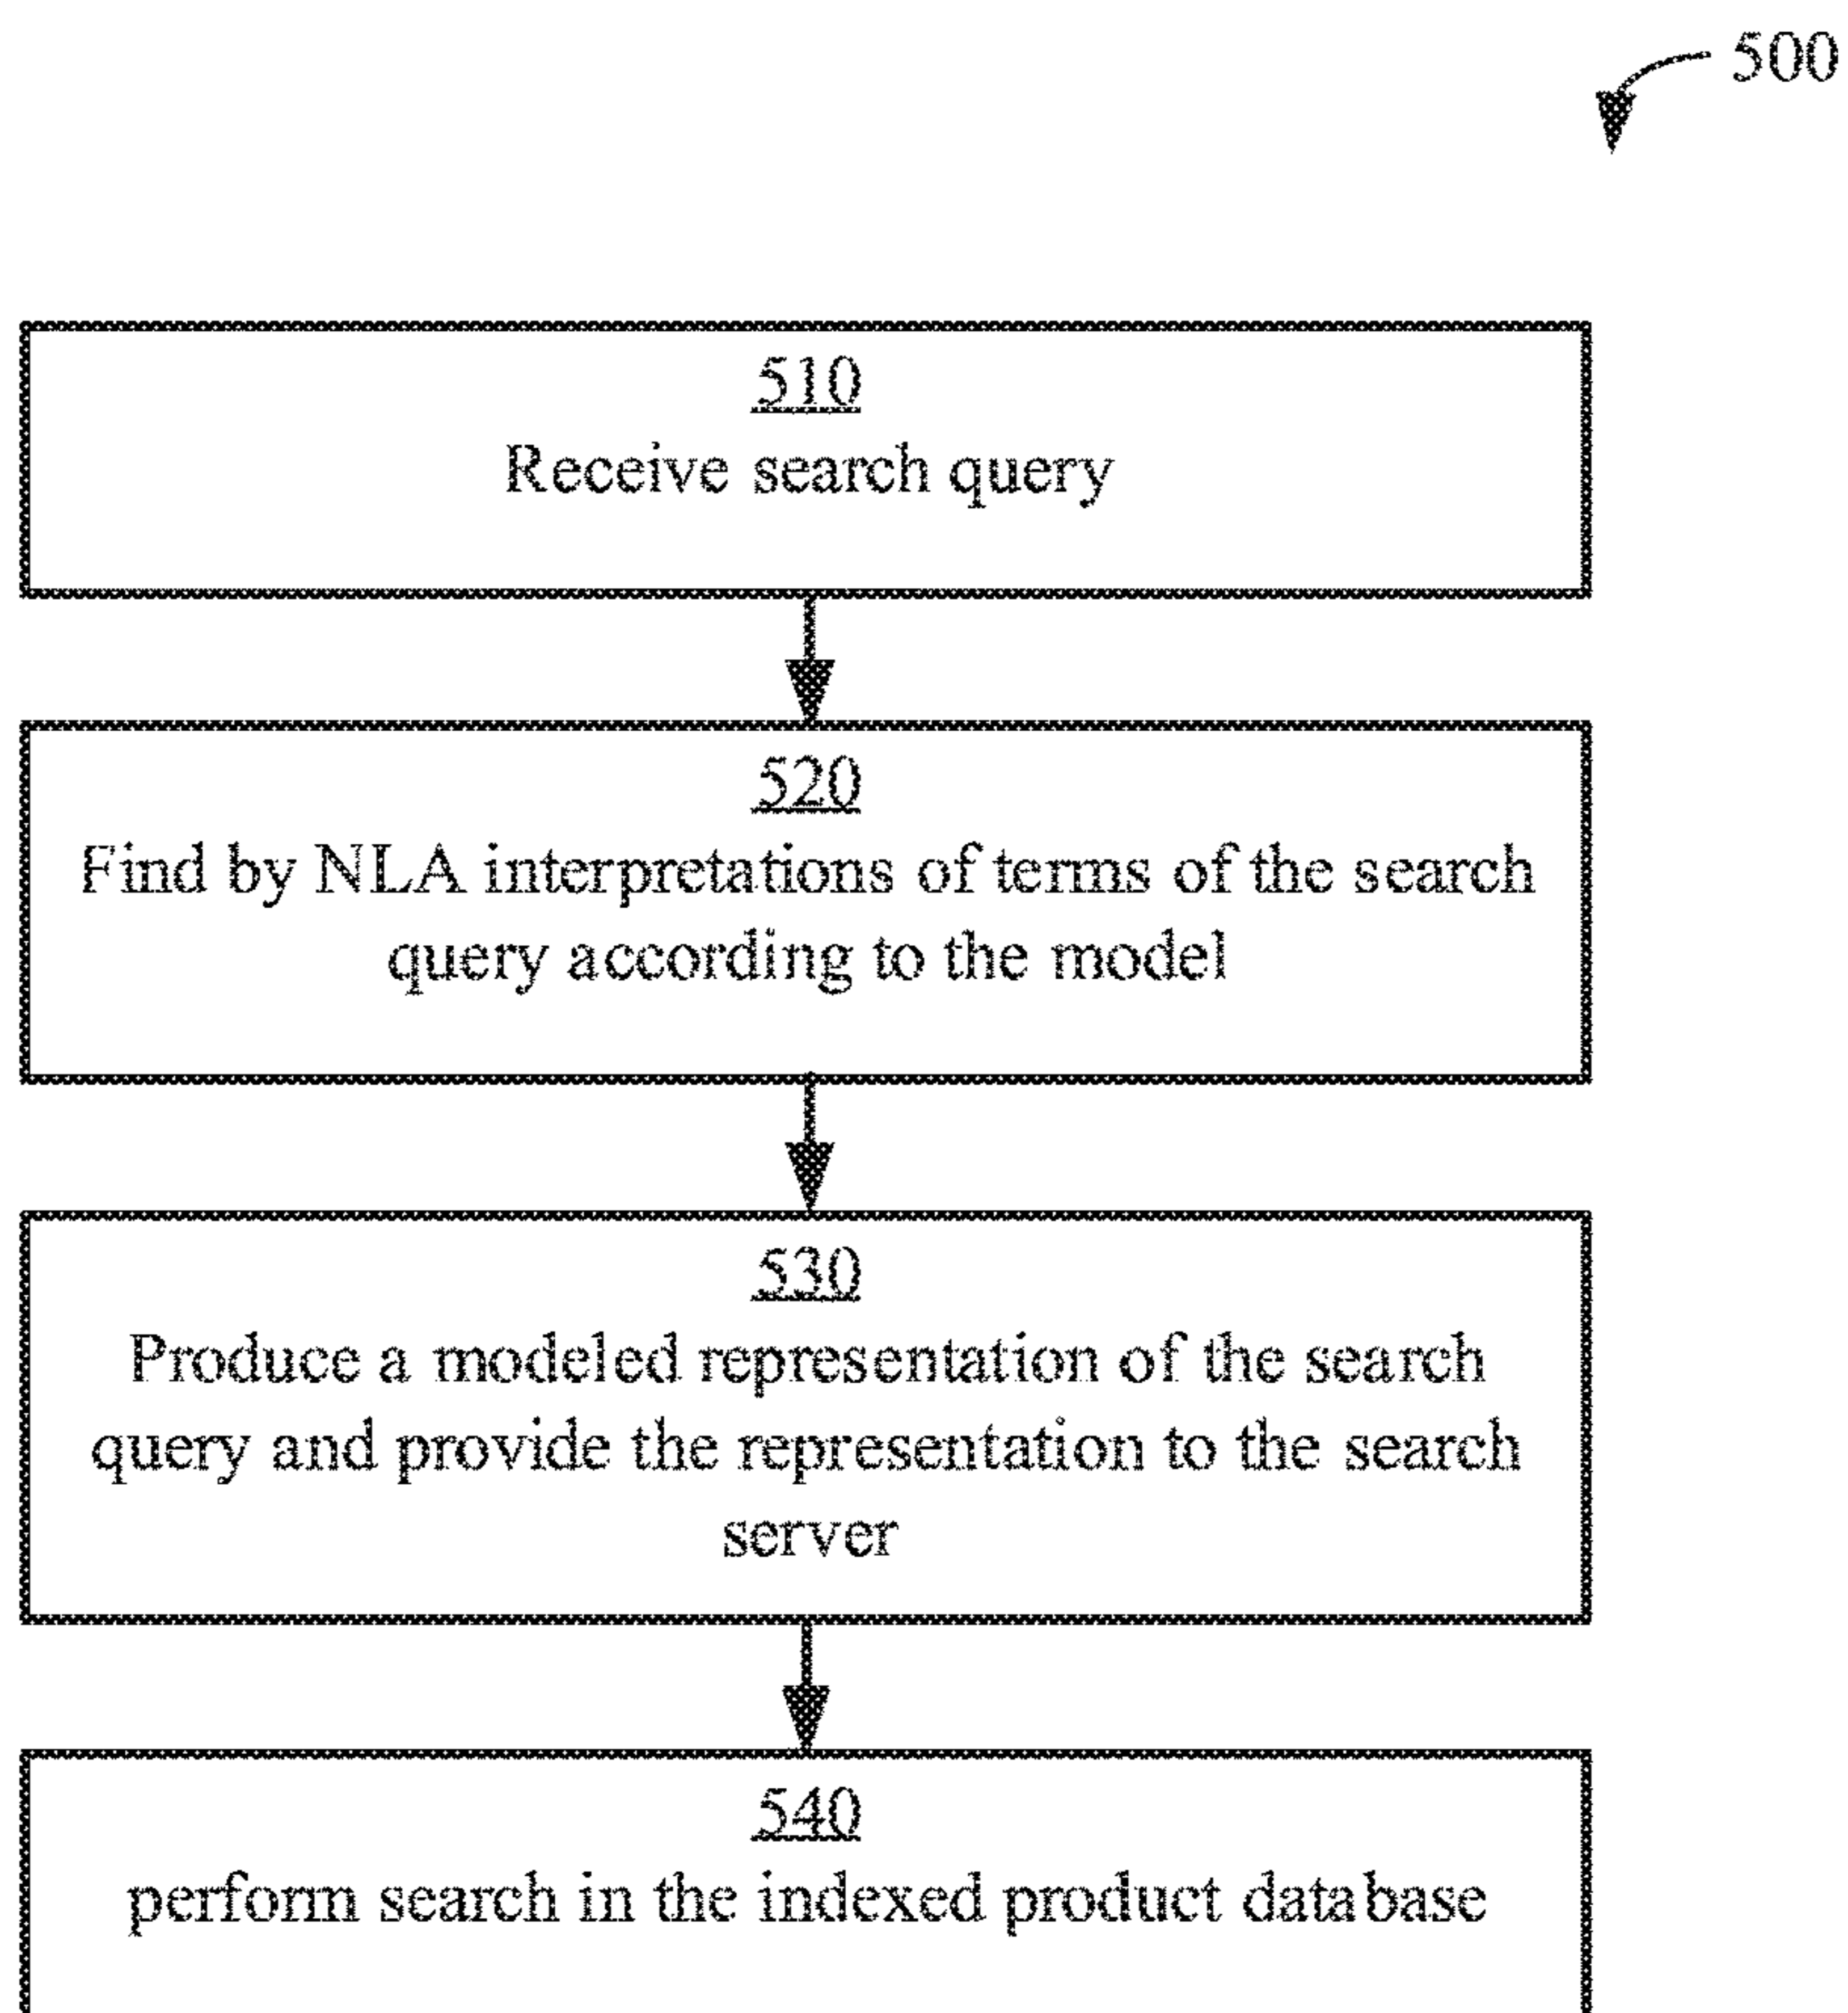 500
510
Receive search query
520
Find by NLA interpretations of terms of the search
query according to the model
530
Produce a modeled representation of the search
query and provide the representation to the search
server
540
perform search in the indexed product database